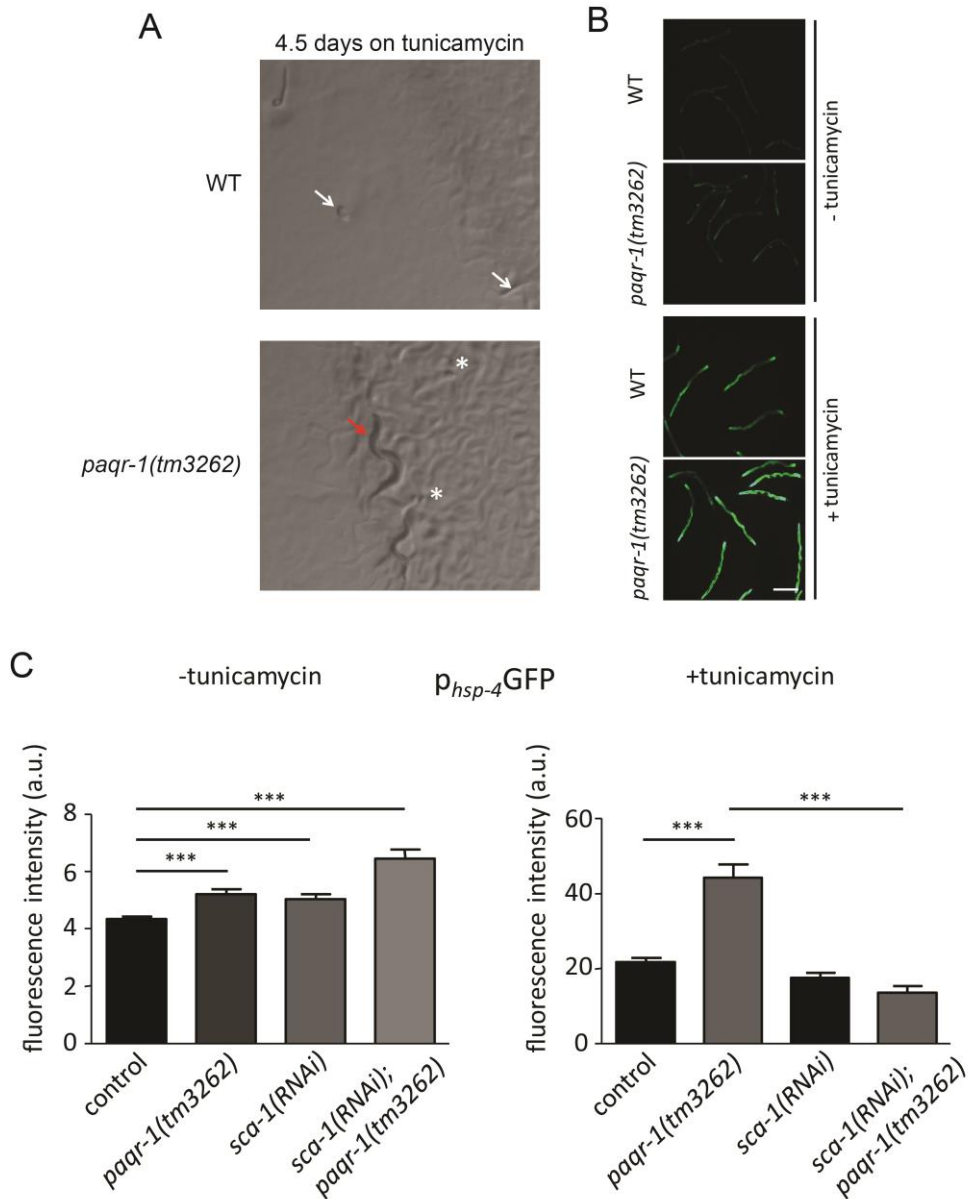 A
4.5 days on tunicamycin
WT
paqr-1(tm3262)
*
*
B
WT
paqr-1(tm3262)
- tunicamycin
WT
paqr-1(tm3262)
+ tunicamycin
C
-tunicamycin
phsp-4GFP
+tunicamycin
fluorescence intensity (a.u.)
8
6
4
2
0
***
***
***
control
paqr-1(tm3262)
sca-1(RNAi)
sca-1(RNAi);
paqr-1(tm3262)
fluorescence intensity (a.u.)
60
40
20
0
***
***
control
paqr-1(tm3262)
sca-1(RNAi)
sca-1(RNAi);
paqr-1(tm3262)